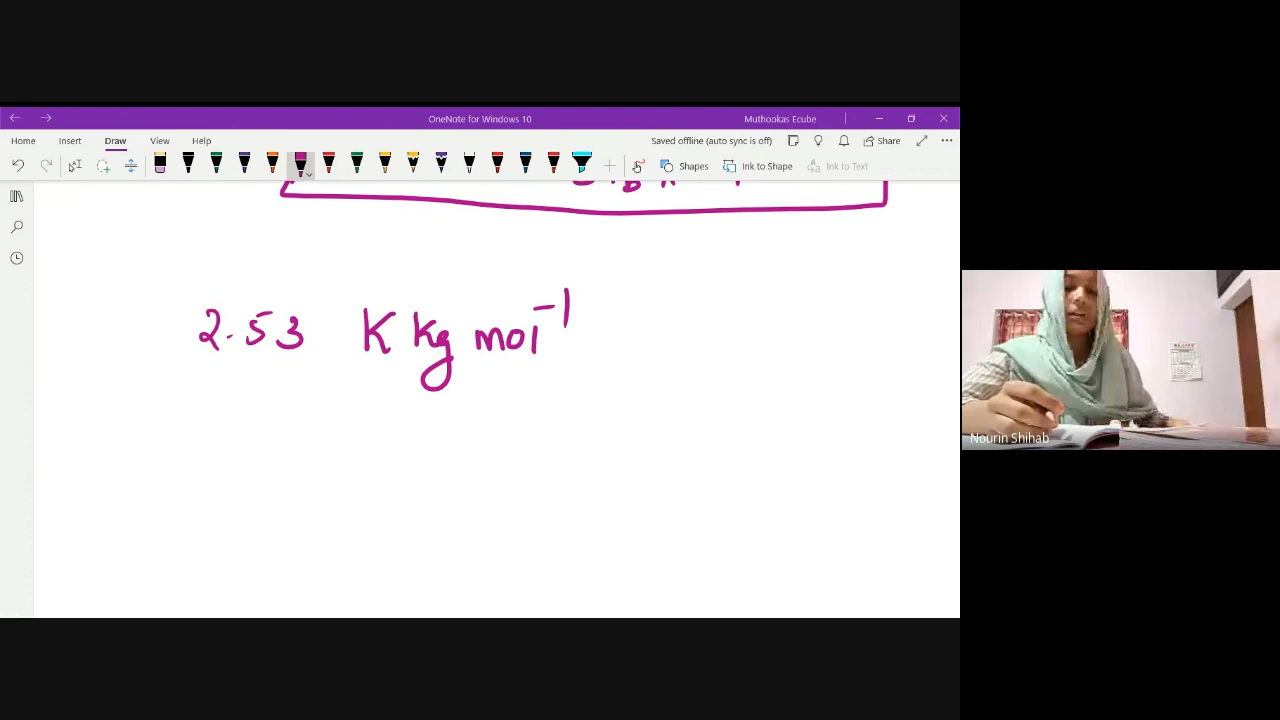 OneNote for Windows 10
Muthookas Ecube
Home Insert Draw View Help
Saved offline (auto sync is off)
Share
Shapes
Ink to Shape
Ink to Text
2.53 K kg mol⁻¹
Nourin Shihab